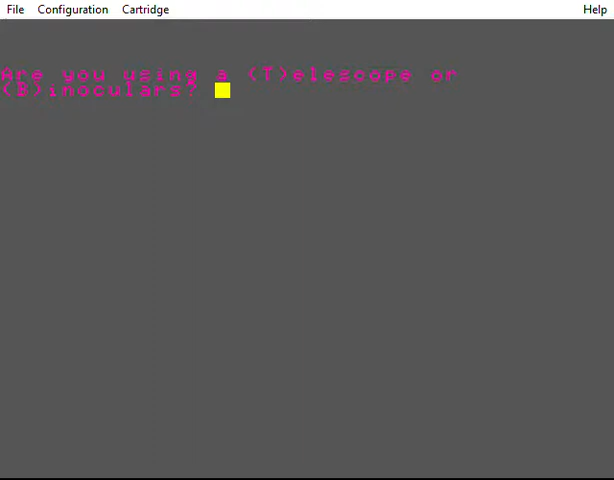 File Configuration Cartridge Help
Are you using a (T)elescope or
(B)inoculars?